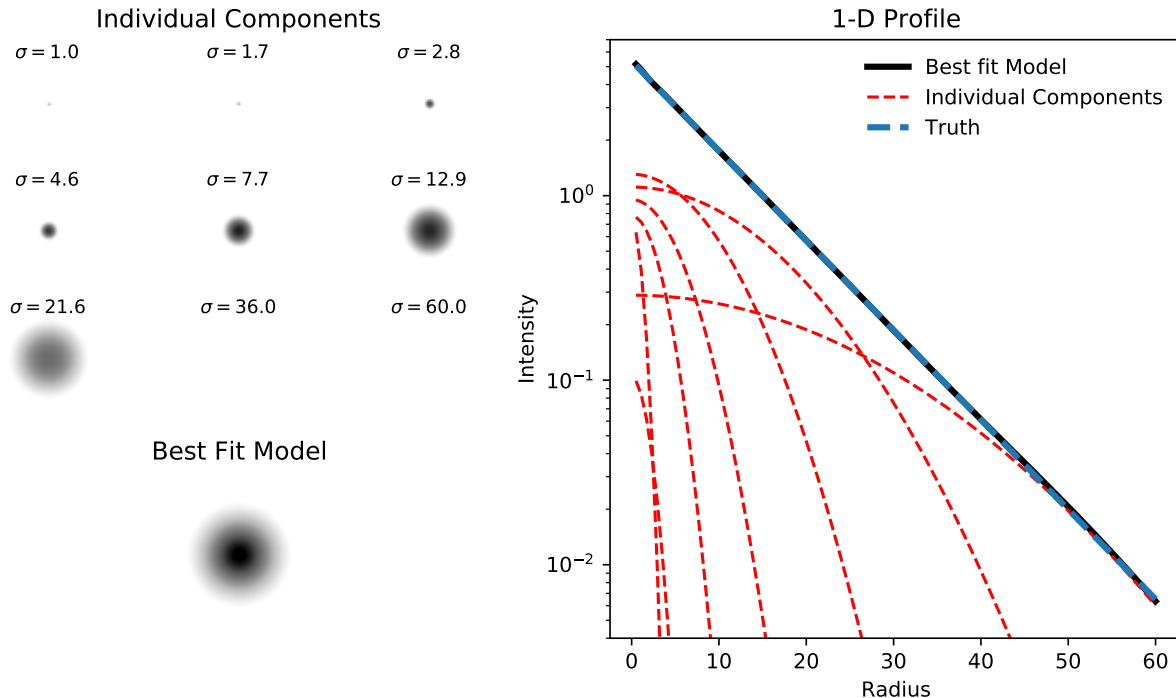 Individual Components
σ = 1.0
σ = 1.7
σ = 2.8
σ = 4.6
σ = 7.7
σ = 12.9
σ = 21.6
σ = 36.0
σ = 60.0
Best Fit Model
1-D Profile
Best fit Model
Individual Components
Truth
Intensity
10⁰
10⁻¹
10⁻²
0
10
20
30
40
50
60
Radius